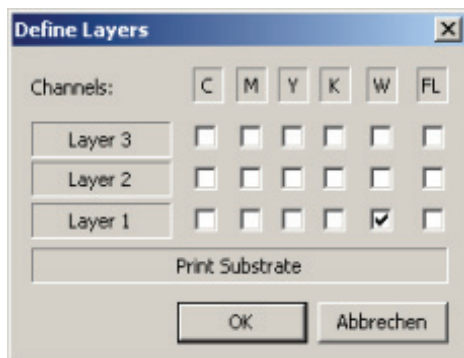 Define Layers
Channels: C M Y K W FL
Layer 3
Layer 2
Layer 1
Print Substrate
OK Abbrechen